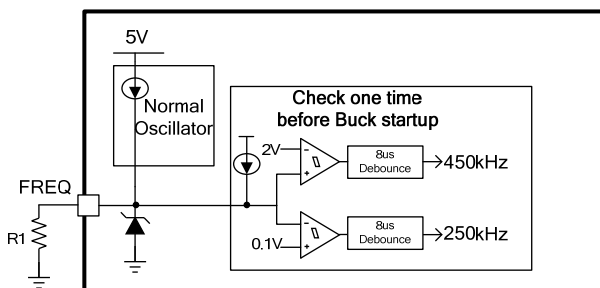 5V
Normal
Oscillator
Check one time
before Buck startup
2V
8us
Debounce
450kHz
FREQ
R1
0.1V
8us
Debounce
250kHz